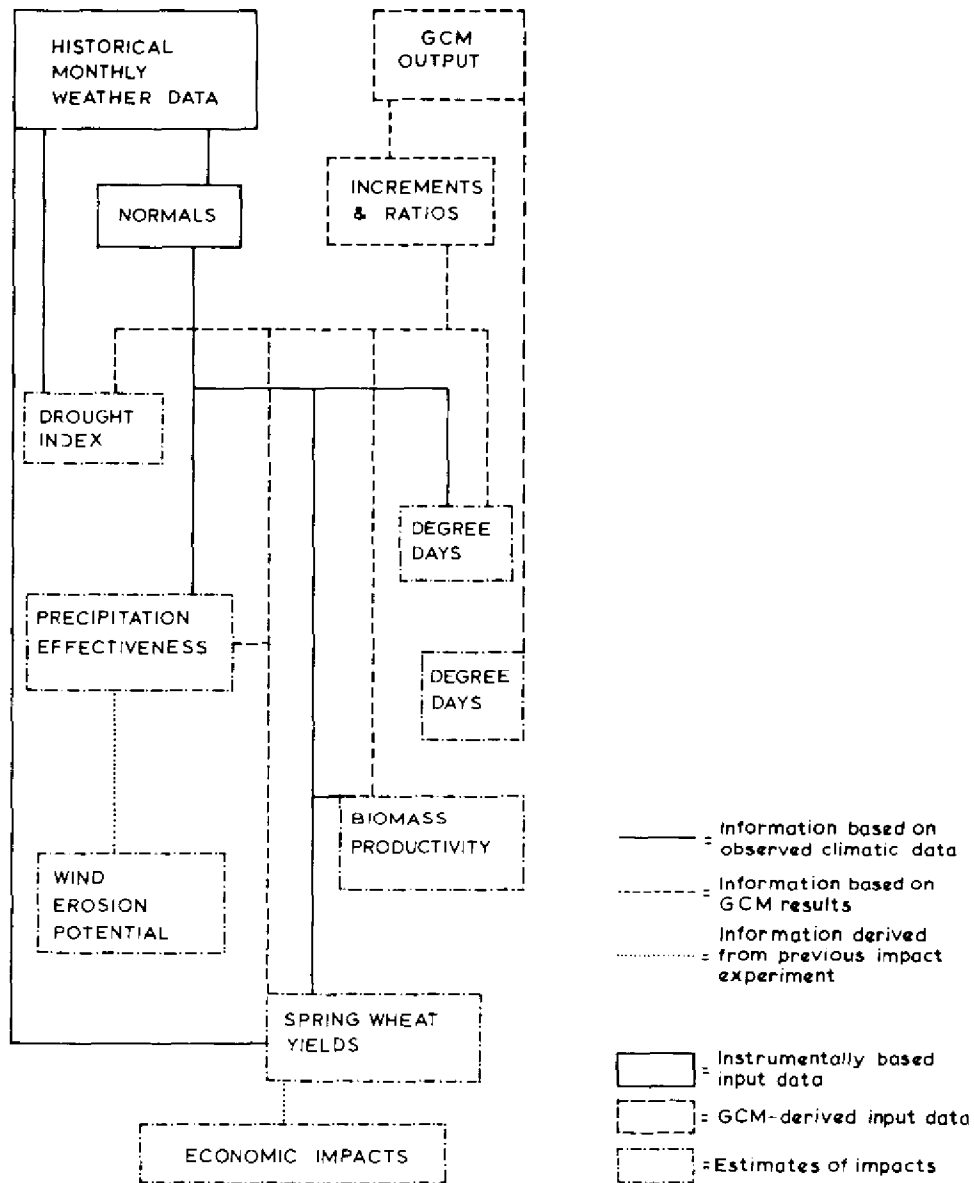 HISTORICAL
MONTHLY
WEATHER DATA
GCM
OUTPUT
NORMALS
INCREMENTS
& RATIOS
DROUGHT
INDEX
DEGREE
DAYS
PRECIPITATION
EFFECTIVENESS
DEGREE
DAYS
BIOMASS
PRODUCTIVITY
WIND
EROSION
POTENTIAL
SPRING WHEAT
YIELDS
ECONOMIC IMPACTS
= Information based on
observed climatic data
= Information based on
GCM results
Information derived
= from previous impact
experiment
= Instrumentally based
input data
= GCM-derived input data
= Estimates of impacts